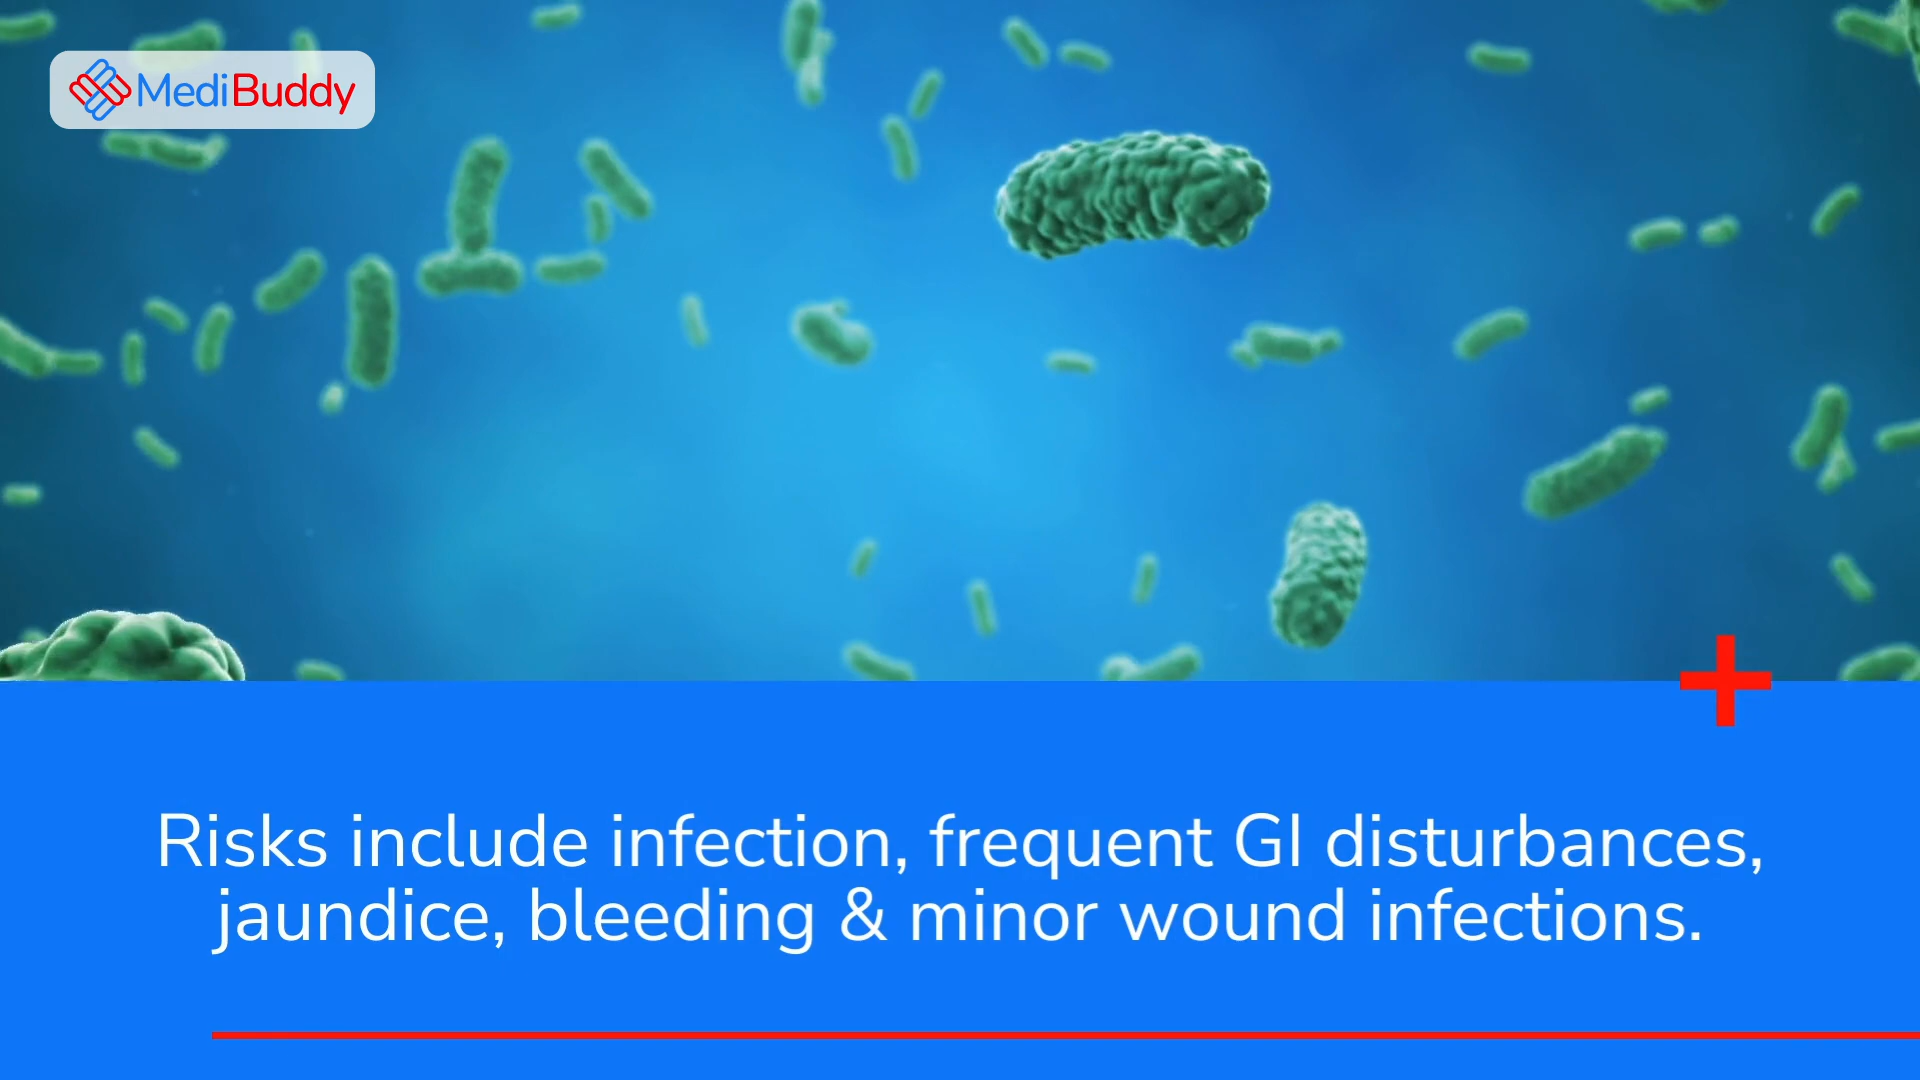 MediBuddy
Risks include infection, frequent GI disturbances,
jaundice, bleeding & minor wound infections.